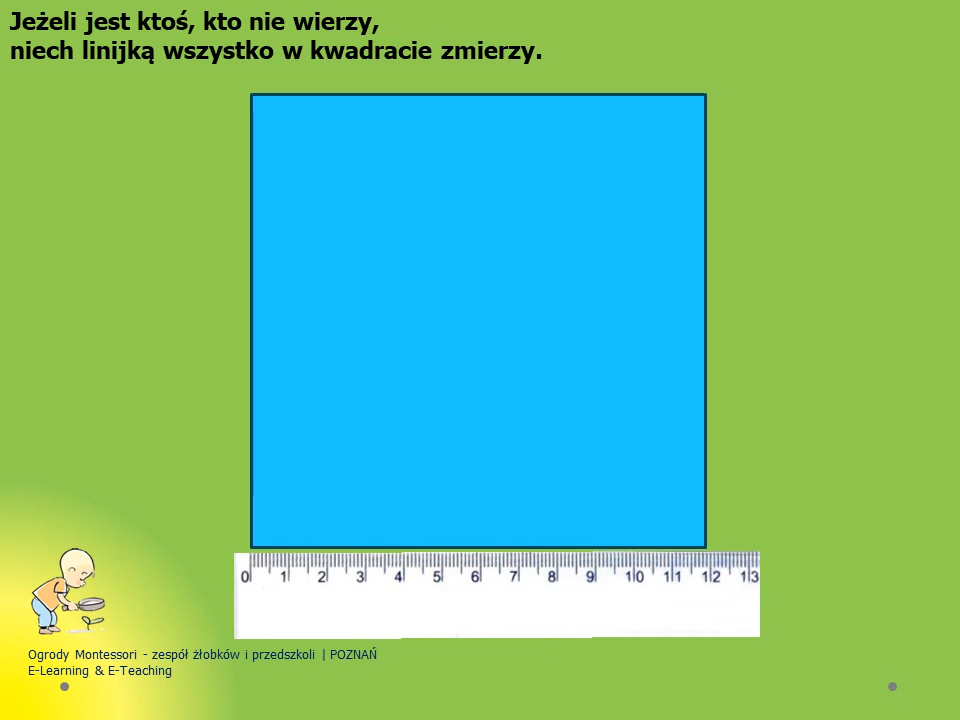 Jeżeli jest ktoś, kto nie wierzy,
niech linijką wszystko w kwadracie zmierzy.
0 1 2 3 4 5 6 7 8 9 10 11 12 13
Ogrody Montessori - zespół żłobków i przedszkoli | POZNAŃ
E-Learning & E-Teaching